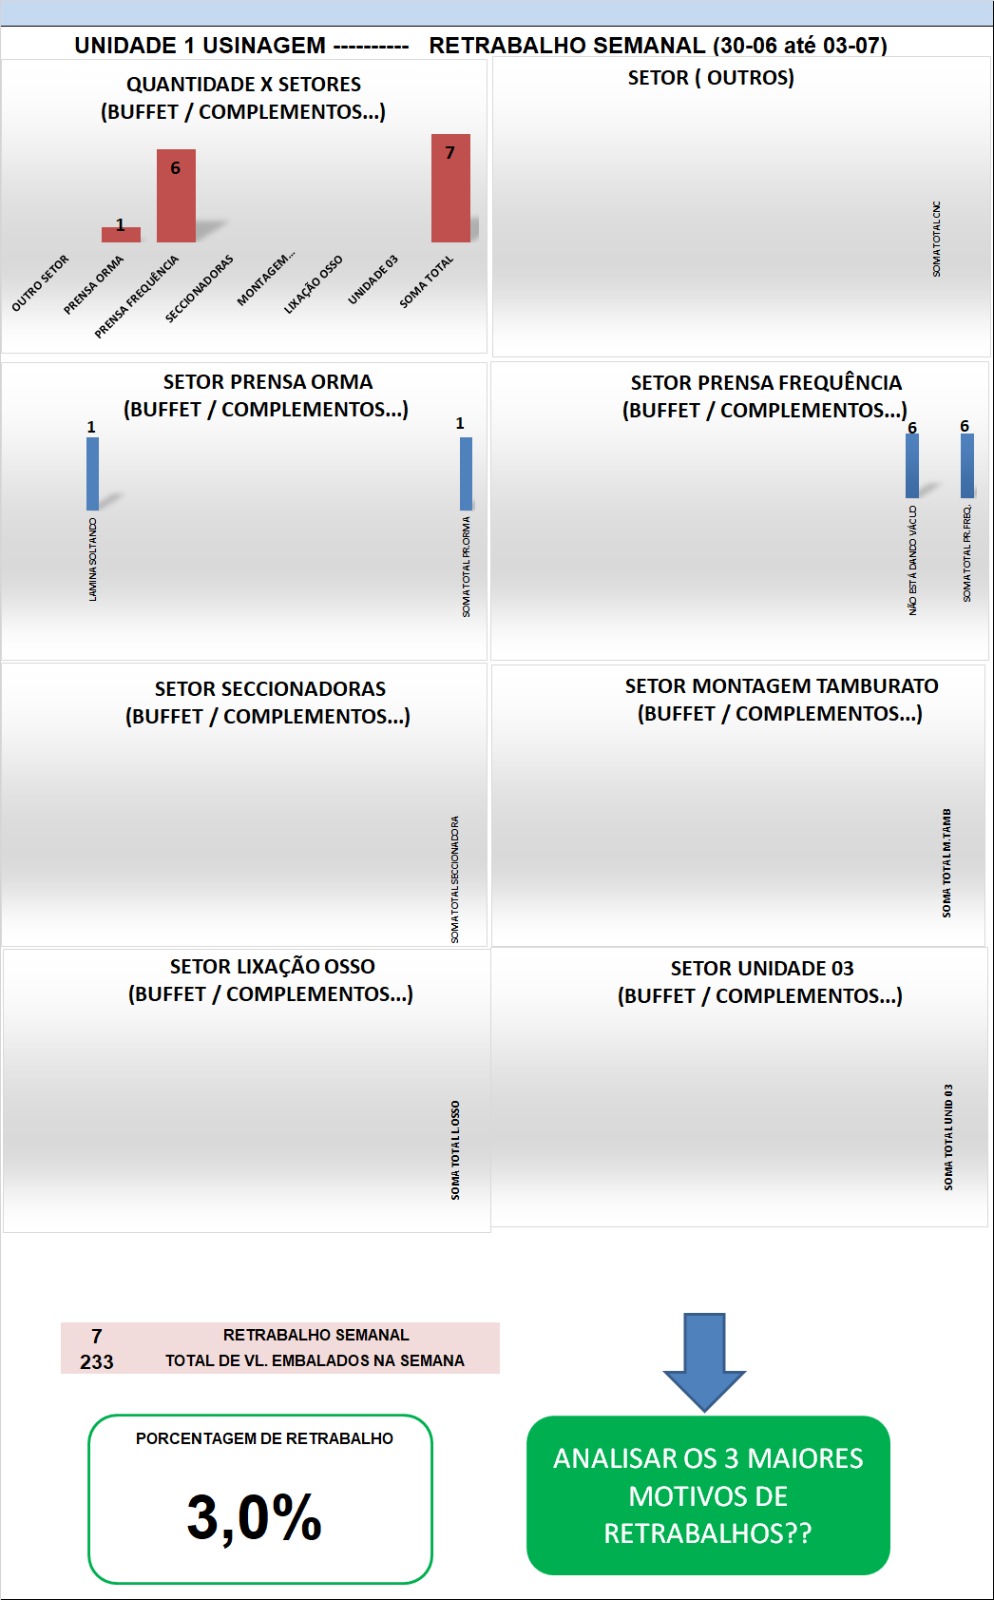 UNIDADE 1 USINAGEM ---------- RETRABALHO SEMANAL (30-06 até 03-07)
QUANTIDADE X SETORES
(BUFFET / COMPLEMENTOS...)
1
6
7
OUTRO SETOR
PRENSA ORMA
PRENSA FREQUÊNCIA
SECCIONADORAS
MONTAGEM...
LIXAÇÃO OSSO
UNIDADE 03
SOMA TOTAL
SETOR ( OUTROS)
SOMA TOTAL CNC
SETOR PRENSA ORMA
(BUFFET / COMPLEMENTOS...)
1
1
LAMINA SOLTANDO
SOMA TOTAL PR.ORMA
SETOR PRENSA FREQUÊNCIA
(BUFFET / COMPLEMENTOS...)
6
6
NÃO ESTÁ DANDO VÁCUO
SOMA TOTAL PR.FREQ.
SETOR SECCIONADORAS
(BUFFET / COMPLEMENTOS...)
SOMA TOTAL SECCIONADORA
SETOR MONTAGEM TAMBURATO
(BUFFET / COMPLEMENTOS...)
SOMA TOTAL M.TAMB
SETOR LIXAÇÃO OSSO
(BUFFET / COMPLEMENTOS...)
SOMA TOTAL L.OSSO
SETOR UNIDADE 03
(BUFFET / COMPLEMENTOS...)
SOMA TOTAL UNID 03
7 RETRABALHO SEMANAL
233 TOTAL DE VL. EMBALADOS NA SEMANA
PORCENTAGEM DE RETRABALHO
3,0%
ANALISAR OS 3 MAIORES
MOTIVOS DE
RETRABALHOS??